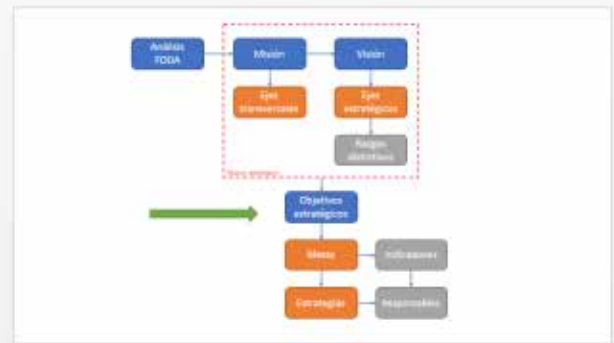 Análisis
FODA
Misión
Visión
Ejes
transversales
Ejes
estratégicos
Rasgos
distintivos
Objetivos
estratégicos
Metas
Indicadores
Estrategias
Responsables